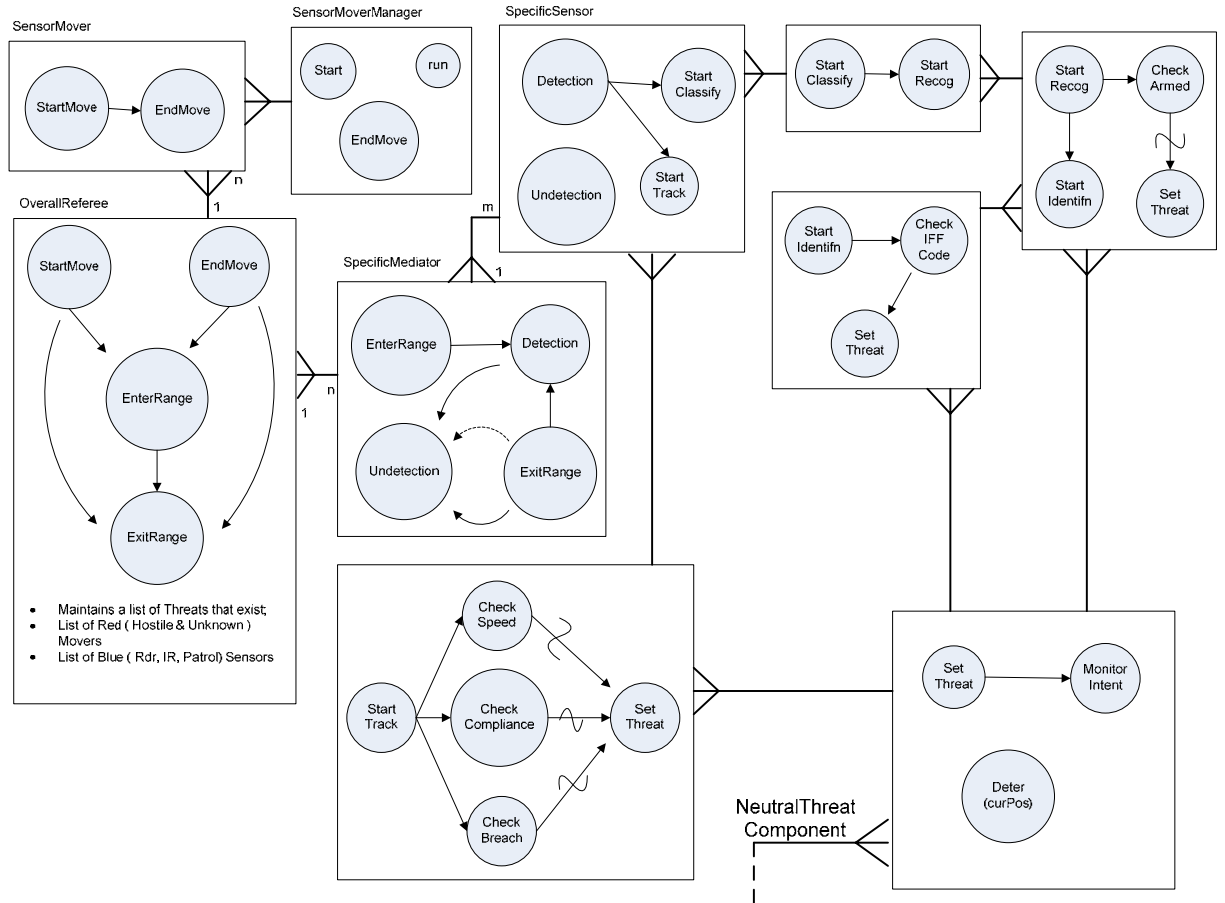 SensorMover
SensorMoverManager
SpecificSensor
StartMove
EndMove
Start
run
EndMove
Detection
Start
Classify
Undetection
Start
Track
Start
Classify
Start
Recog
Start
Recog
Check
Armed
Start
Identifn
Set
Threat
n
1
OverallReferee
StartMove
EndMove
EnterRange
ExitRange
• Maintains a list of Threats that exist;
• List of Red ( Hostile & Unknown )
Movers
• List of Blue ( Rdr, IR, Patrol) Sensors
1
n
m
1
SpecificMediator
EnterRange
Detection
Undetection
ExitRange
Start
Identifn
Check
IFF
Code
Set
Threat
Start
Track
Check
Speed
Check
Compliance
Check
Breach
Set
Threat
Set
Threat
Monitor
Intent
Deter
(curPos)
NeutralThreat
Component